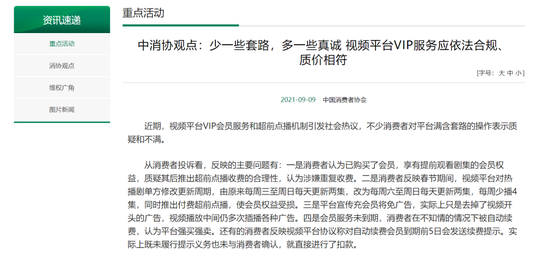 资讯速递
重点活动
消协观点
维权广角
图片新闻
重点活动
中消协观点：少一些套路，多一些真诚 视频平台VIP服务应依法合规、
质价相符
[字号：大 中 小]
2021-09-09 中国消费者协会
近期，视频平台VIP会员服务和超前点播机制引发社会热议，不少消费者对平台满含套路的操作表示质
疑和不满。
从消费者投诉看，反映的主要问题有：一是消费者认为已购买了会员，享有提前观看剧集的会员权
益，质疑其后推出超前点播收费的合理性，认为涉嫌重复收费。二是消费者反映春节期间，视频平台对热
播剧单方修改更新周期，由原来每周三至周日每天更新两集，改为每周六至周日每天更新两集，每周少播4
集，同时推出付费超前点播，使会员权益受损。三是平台宣传充会员将免广告，实际上只是去掉了视频开
头的广告，视频播放中间仍多次插播各种广告。四是会员服务未到期，消费者在不知情的情况下被自动续
费，认为平台强买强卖。还有的消费者反映视频平台协议称对自动续费会员到期前5日会发送续费提示。实
际上既未履行提示义务也未与消费者确认，就直接进行了扣款。